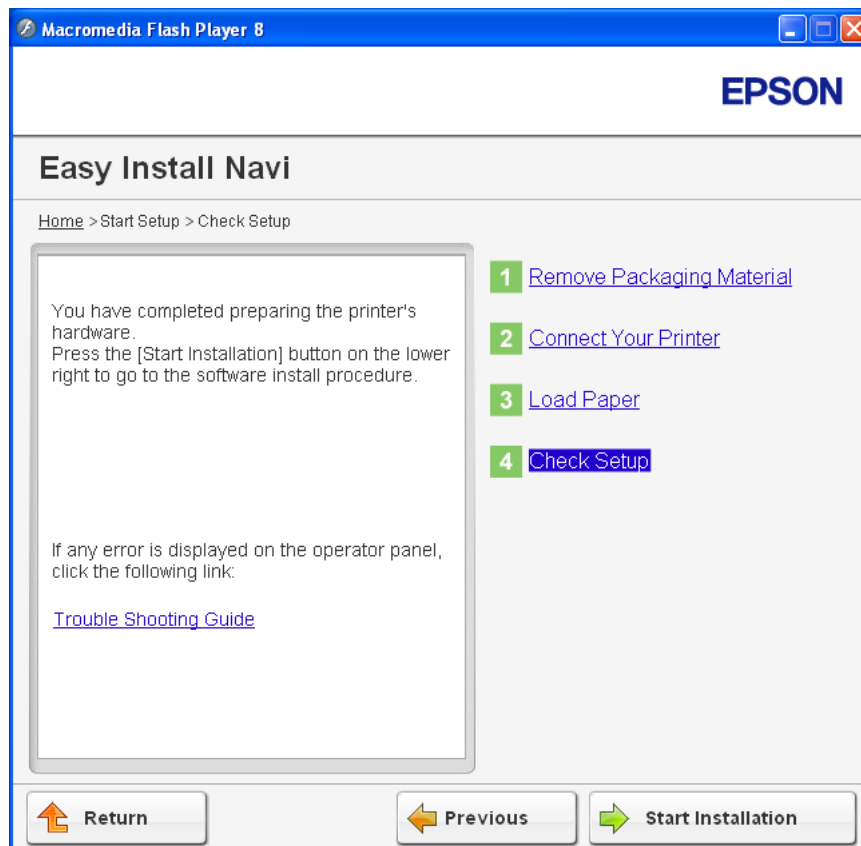 Macromedia Flash Player 8
EPSON
Easy Install Navi
Home > Start Setup > Check Setup
You have completed preparing the printer's
hardware.
Press the [Start Installation] button on the lower
right to go to the software install procedure.
If any error is displayed on the operator panel,
click the following link:
Trouble Shooting Guide
1 Remove Packaging Material
2 Connect Your Printer
3 Load Paper
4 Check Setup
Return
Previous
Start Installation